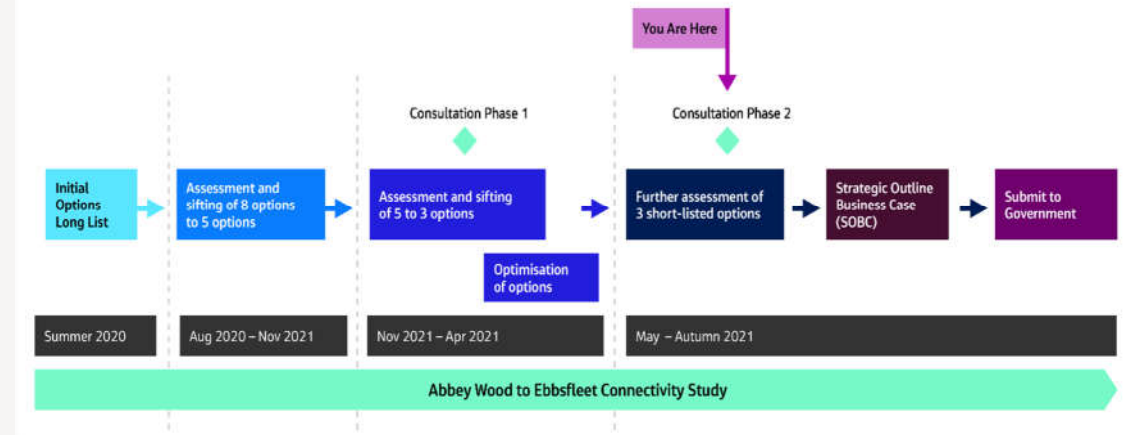 You Are Here
Consultation Phase 1
Consultation Phase 2
Initial
Options
Long List
Assessment and
sifting of 8 options
to 5 options
Assessment and sifting
of 5 to 3 options
Optimisation
of options
Further assessment of
3 short-listed options
Strategic Outline
Business Case
(SOBC)
Submit to
Government
Summer 2020
Aug 2020 – Nov 2021
Nov 2021 – Apr 2021
May – Autumn 2021
Abbey Wood to Ebbsfleet Connectivity Study